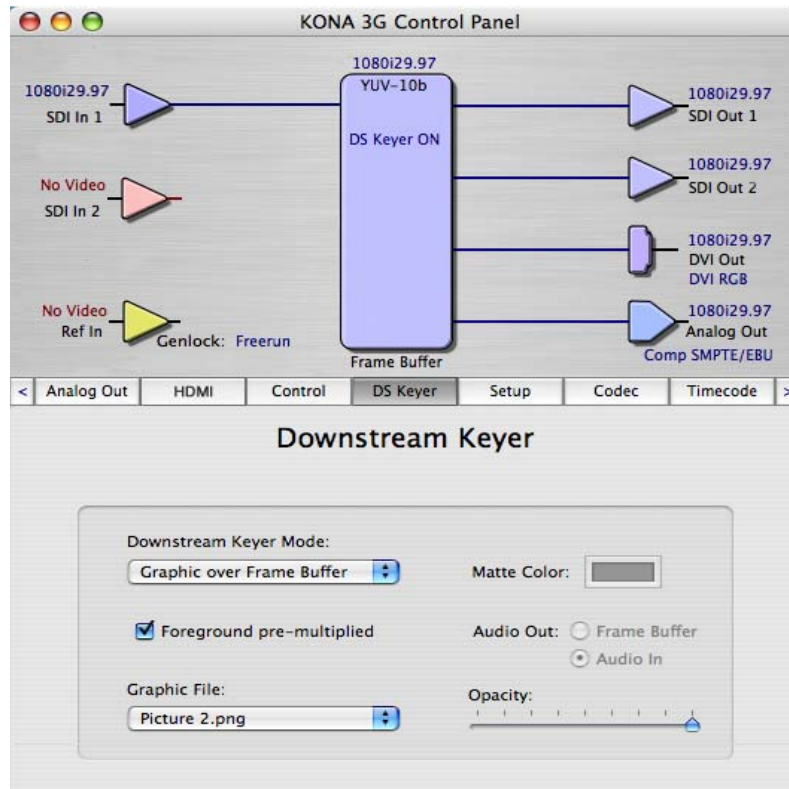 KONA 3G Control Panel
1080i29.97
YUV-10b
DS Keyer ON
Frame Buffer
1080i29.97
SDI In 1
No Video
SDI In 2
No Video
Ref In
Genlock: Freerun
1080i29.97
SDI Out 1
1080i29.97
SDI Out 2
1080i29.97
DVI Out
DVI RGB
1080i29.97
Analog Out
Comp SMPTE/EBU
< Analog Out HDMI Control DS Keyer Setup Codec Timecode >
Downstream Keyer
Downstream Keyer Mode:
Graphic over Frame Buffer
Matte Color:
Foreground pre-multiplied
Audio Out: Frame Buffer
Audio In
Graphic File:
Picture 2.png
Opacity: